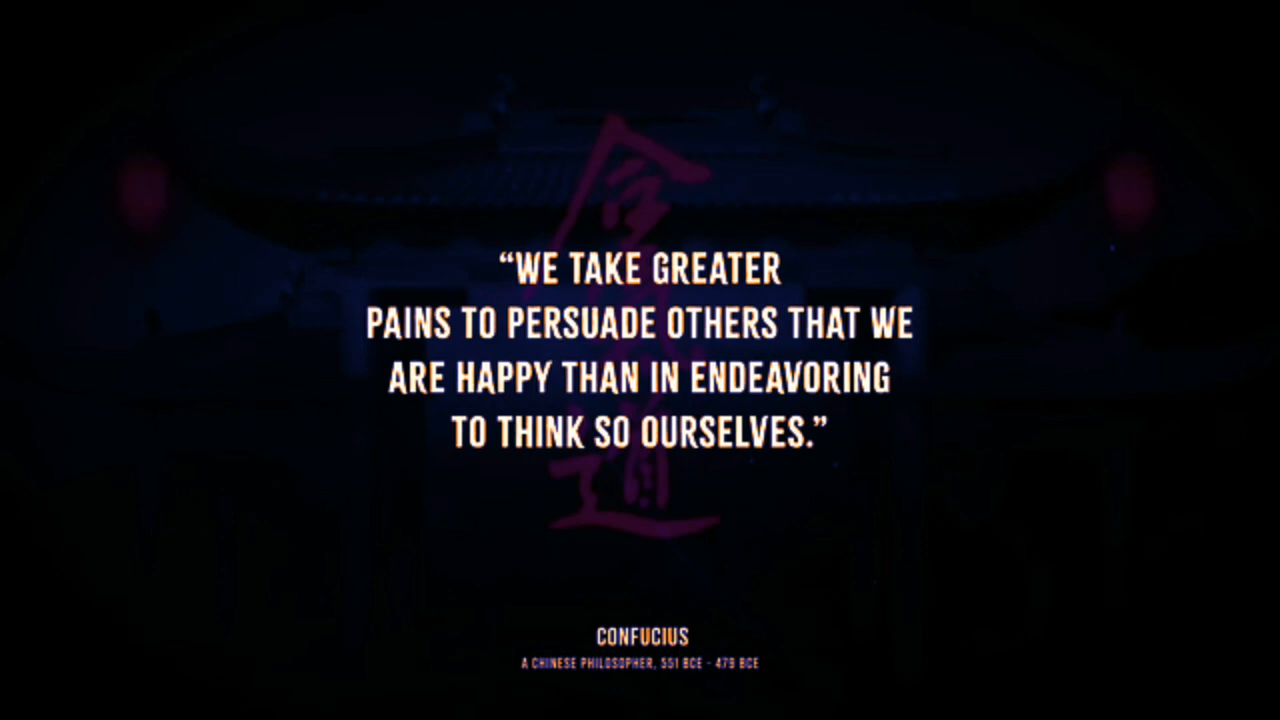 “WE TAKE GREATER
PAINS TO PERSUADE OTHERS THAT WE
ARE HAPPY THAN IN ENDEAVORING
TO THINK SO OURSELVES.”
道
CONFUCIUS
A CHINESE PHILOSOPHER, 551 BCE - 479 BCE